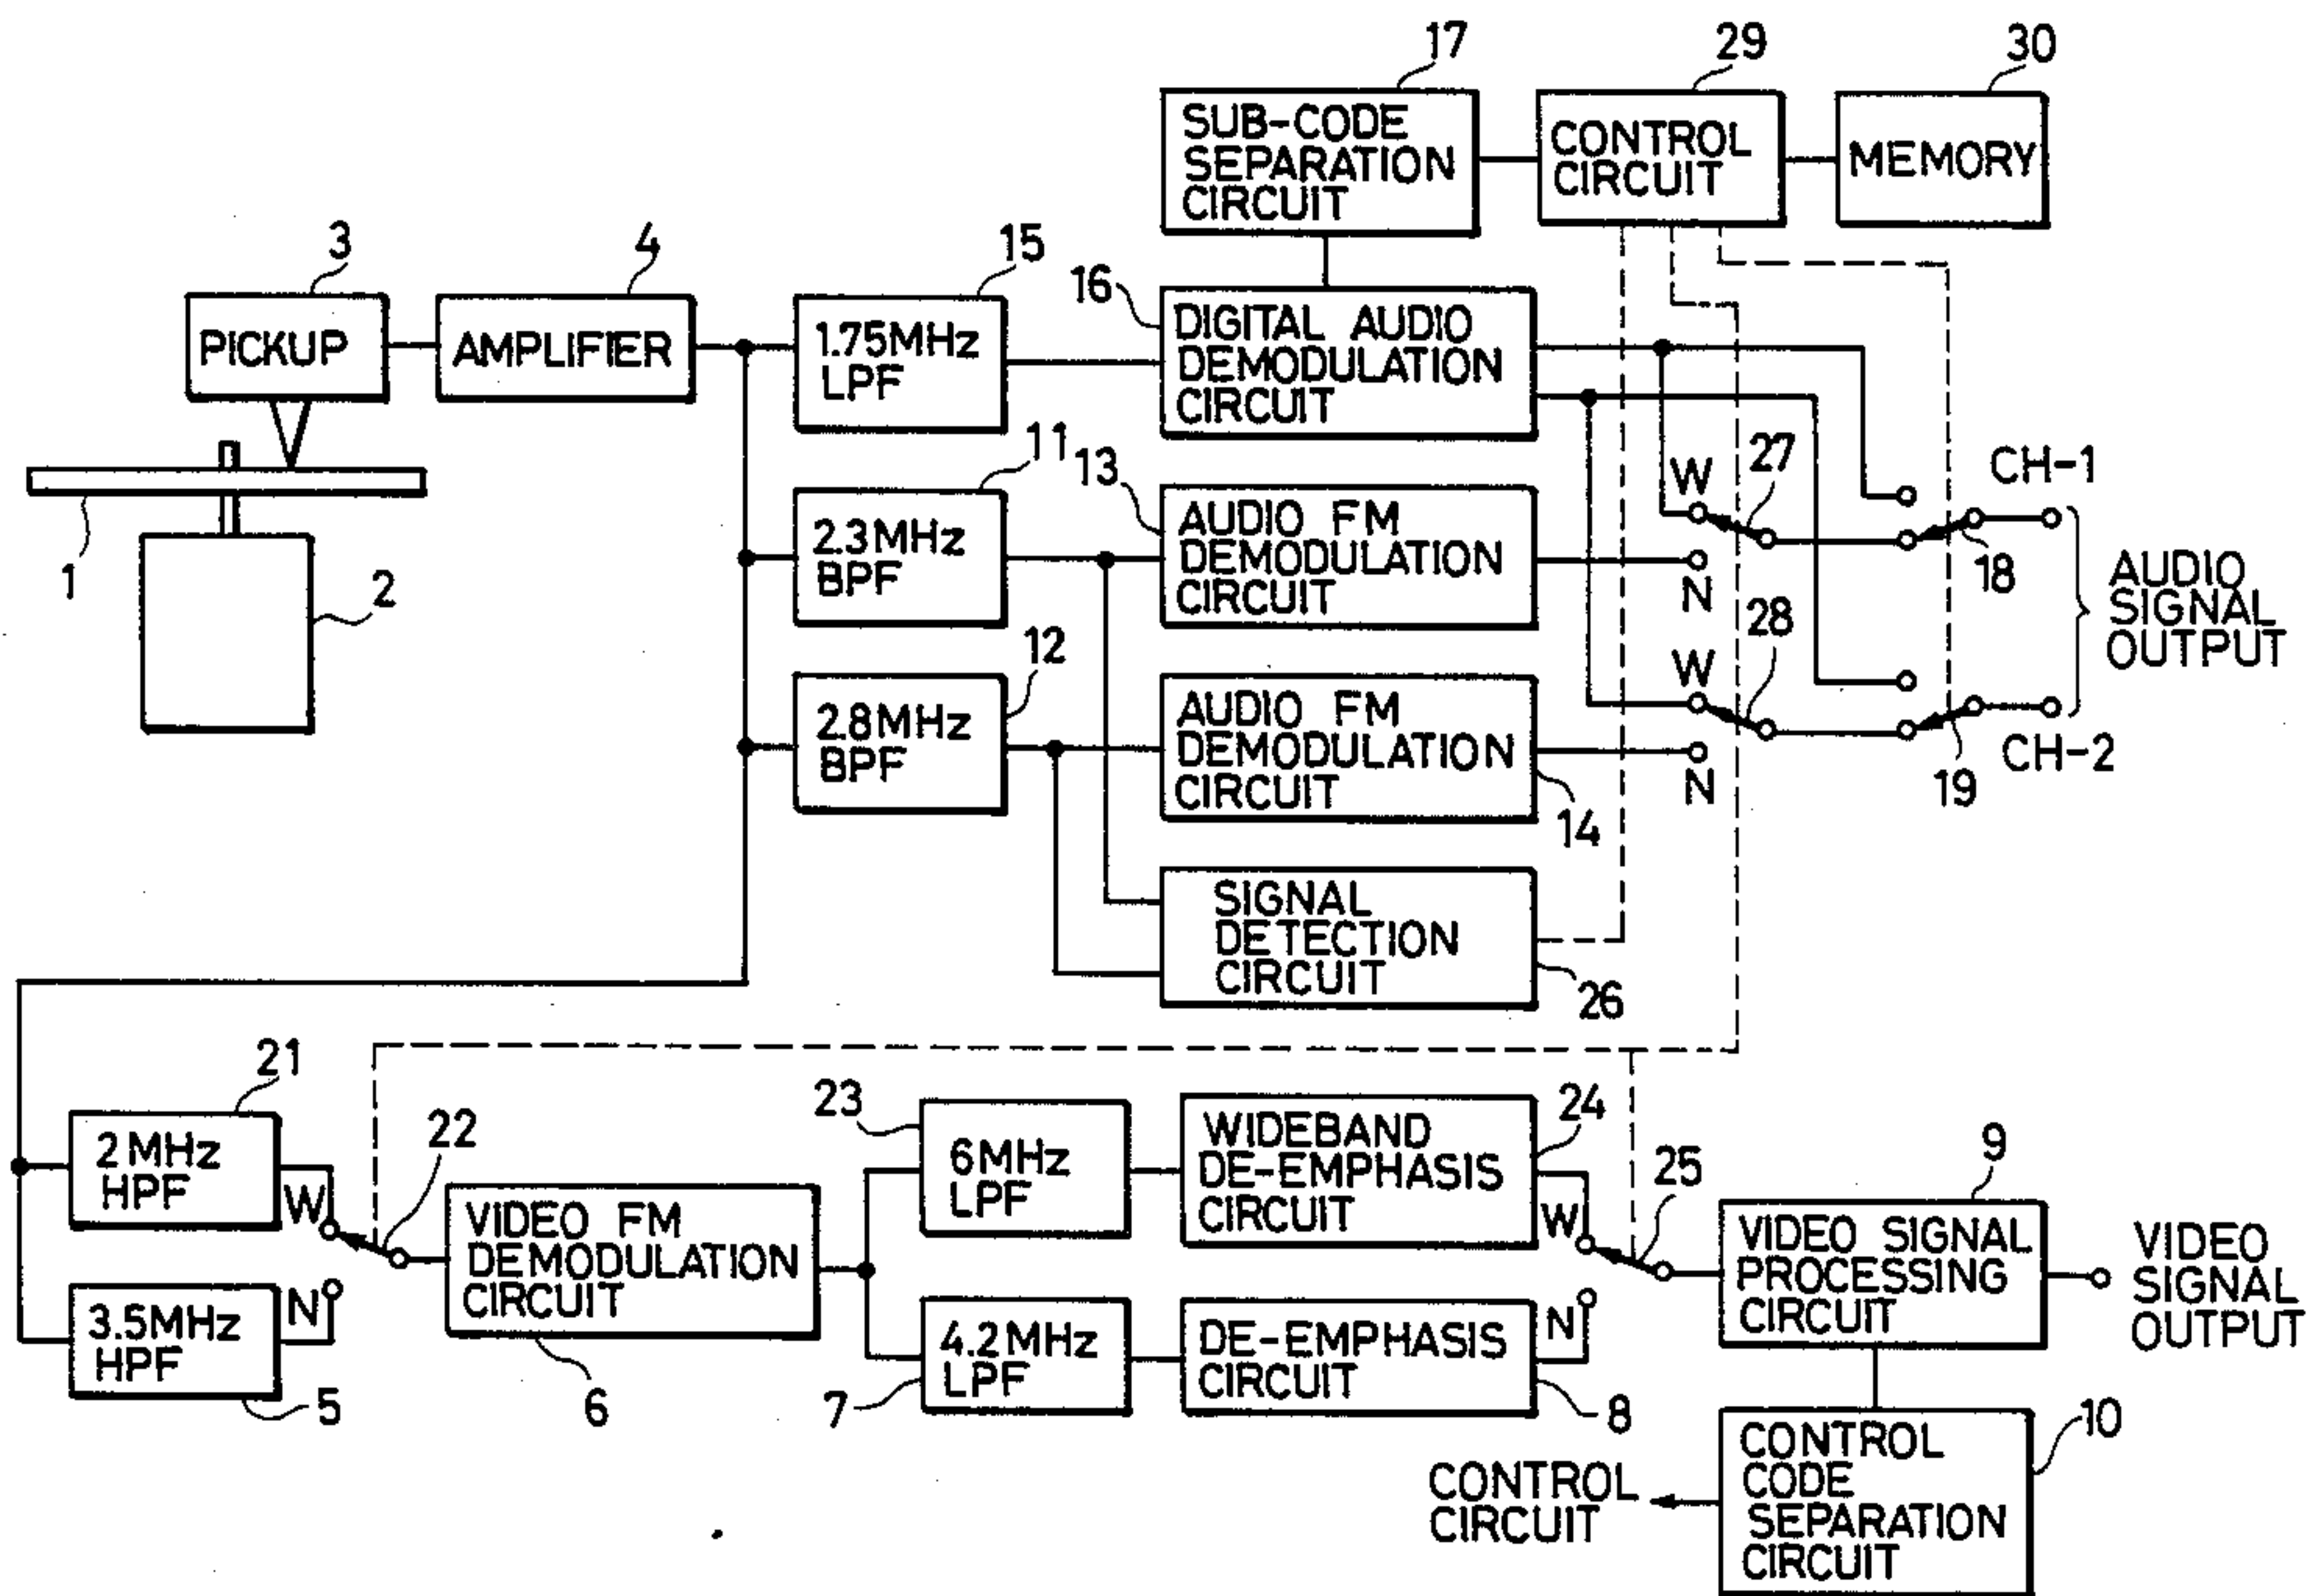 17
29
30
SUB-CODE
SEPARATION
CIRCUIT
CONTROL
CIRCUIT
MEMORY
3
4
15
16
PICKUP
AMPLIFIER
1.75MHz
LPF
DIGITAL AUDIO
DEMODULATION
CIRCUIT
1
2
11
13
2.3MHz
BPF
AUDIO FM
DEMODULATION
CIRCUIT
W
27
N
CH-1
18
12
2.8MHz
BPF
AUDIO FM
DEMODULATION
CIRCUIT
14
W
28
N
19
CH-2
AUDIO
SIGNAL
OUTPUT
SIGNAL
DETECTION
CIRCUIT
26
21
2MHz
HPF
W
22
3.5MHz
HPF
N
5
VIDEO FM
DEMODULATION
CIRCUIT
6
23
6MHz
LPF
24
WIDEBAND
DE-EMPHASIS
CIRCUIT
W
25
4.2MHz
LPF
7
DE-EMPHASIS
CIRCUIT
8
N
9
VIDEO SIGNAL
PROCESSING
CIRCUIT
VIDEO
SIGNAL
OUTPUT
10
CONTROL
CODE
SEPARATION
CIRCUIT
CONTROL
CIRCUIT